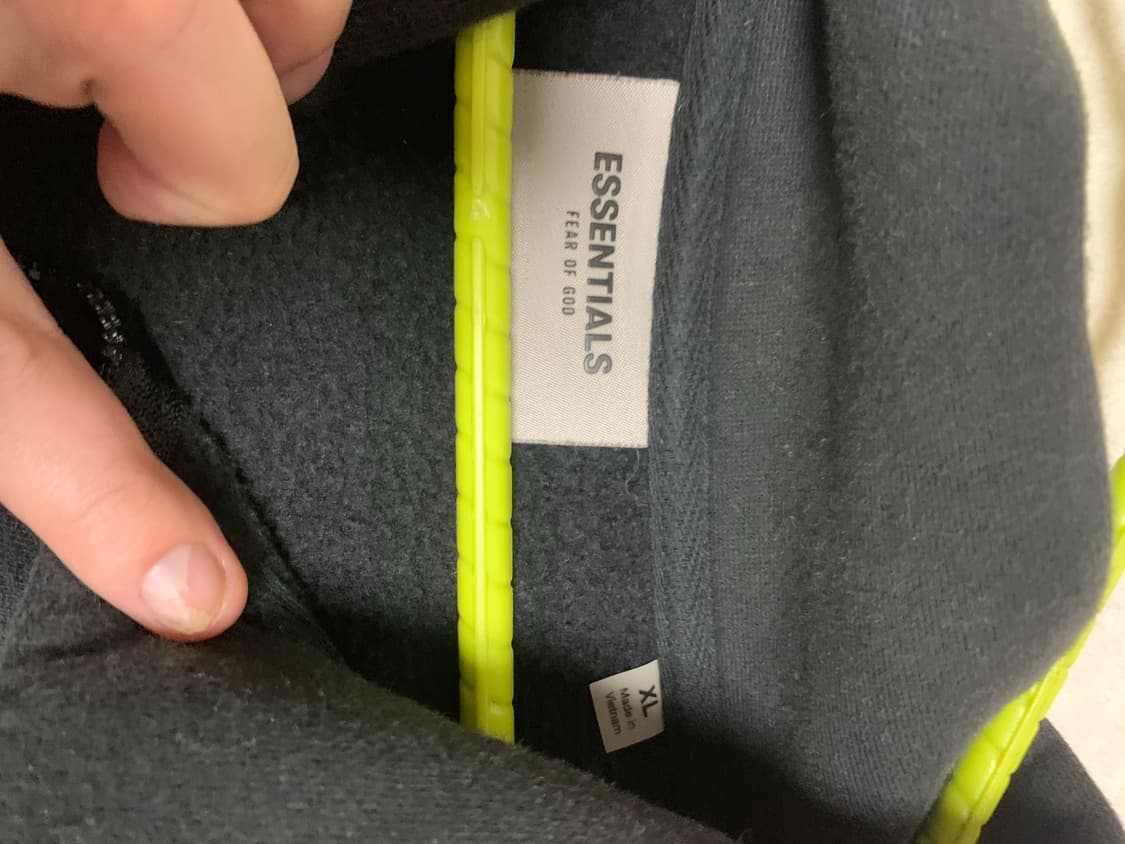 ESSENTIALS
FEAR OF GOD
XL
Made in
Vietnam